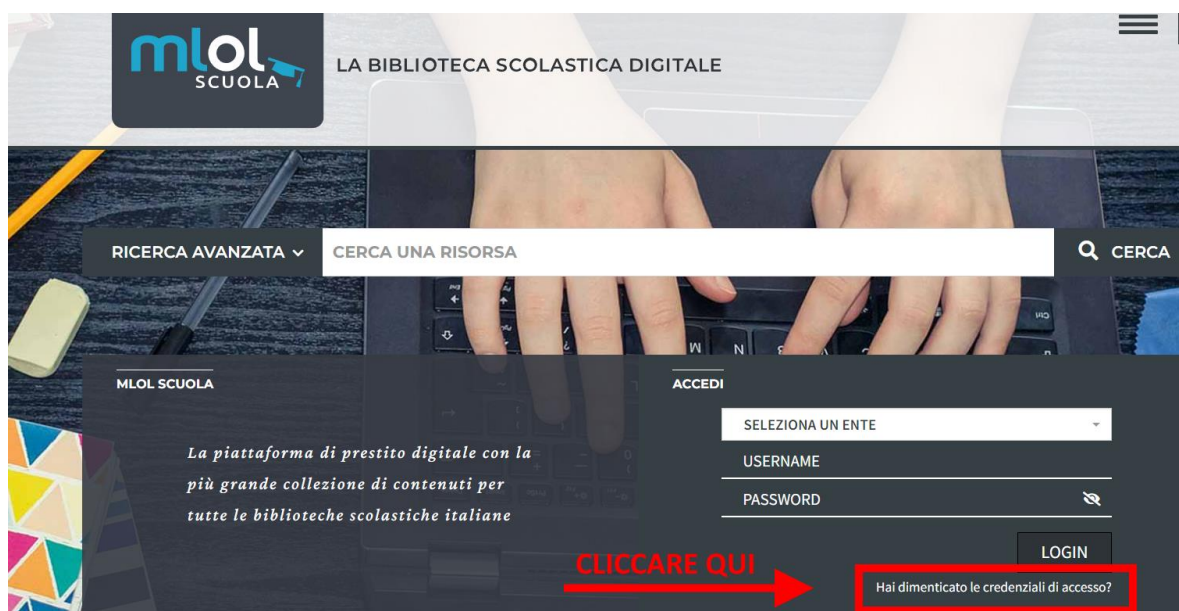 mlol
SCUOLA
LA BIBLIOTECA SCOLASTICA DIGITALE
RICERCA AVANZATA
CERCA UNA RISORSA
CERCA
MLOL SCUOLA
La piattaforma di prestito digitale con la
più grande collezione di contenuti per
tutte le biblioteche scolastiche italiane
ACCEDI
SELEZIONA UN ENTE
USERNAME
PASSWORD
LOGIN
CLICCARE QUI
Hai dimenticato le credenziali di accesso?